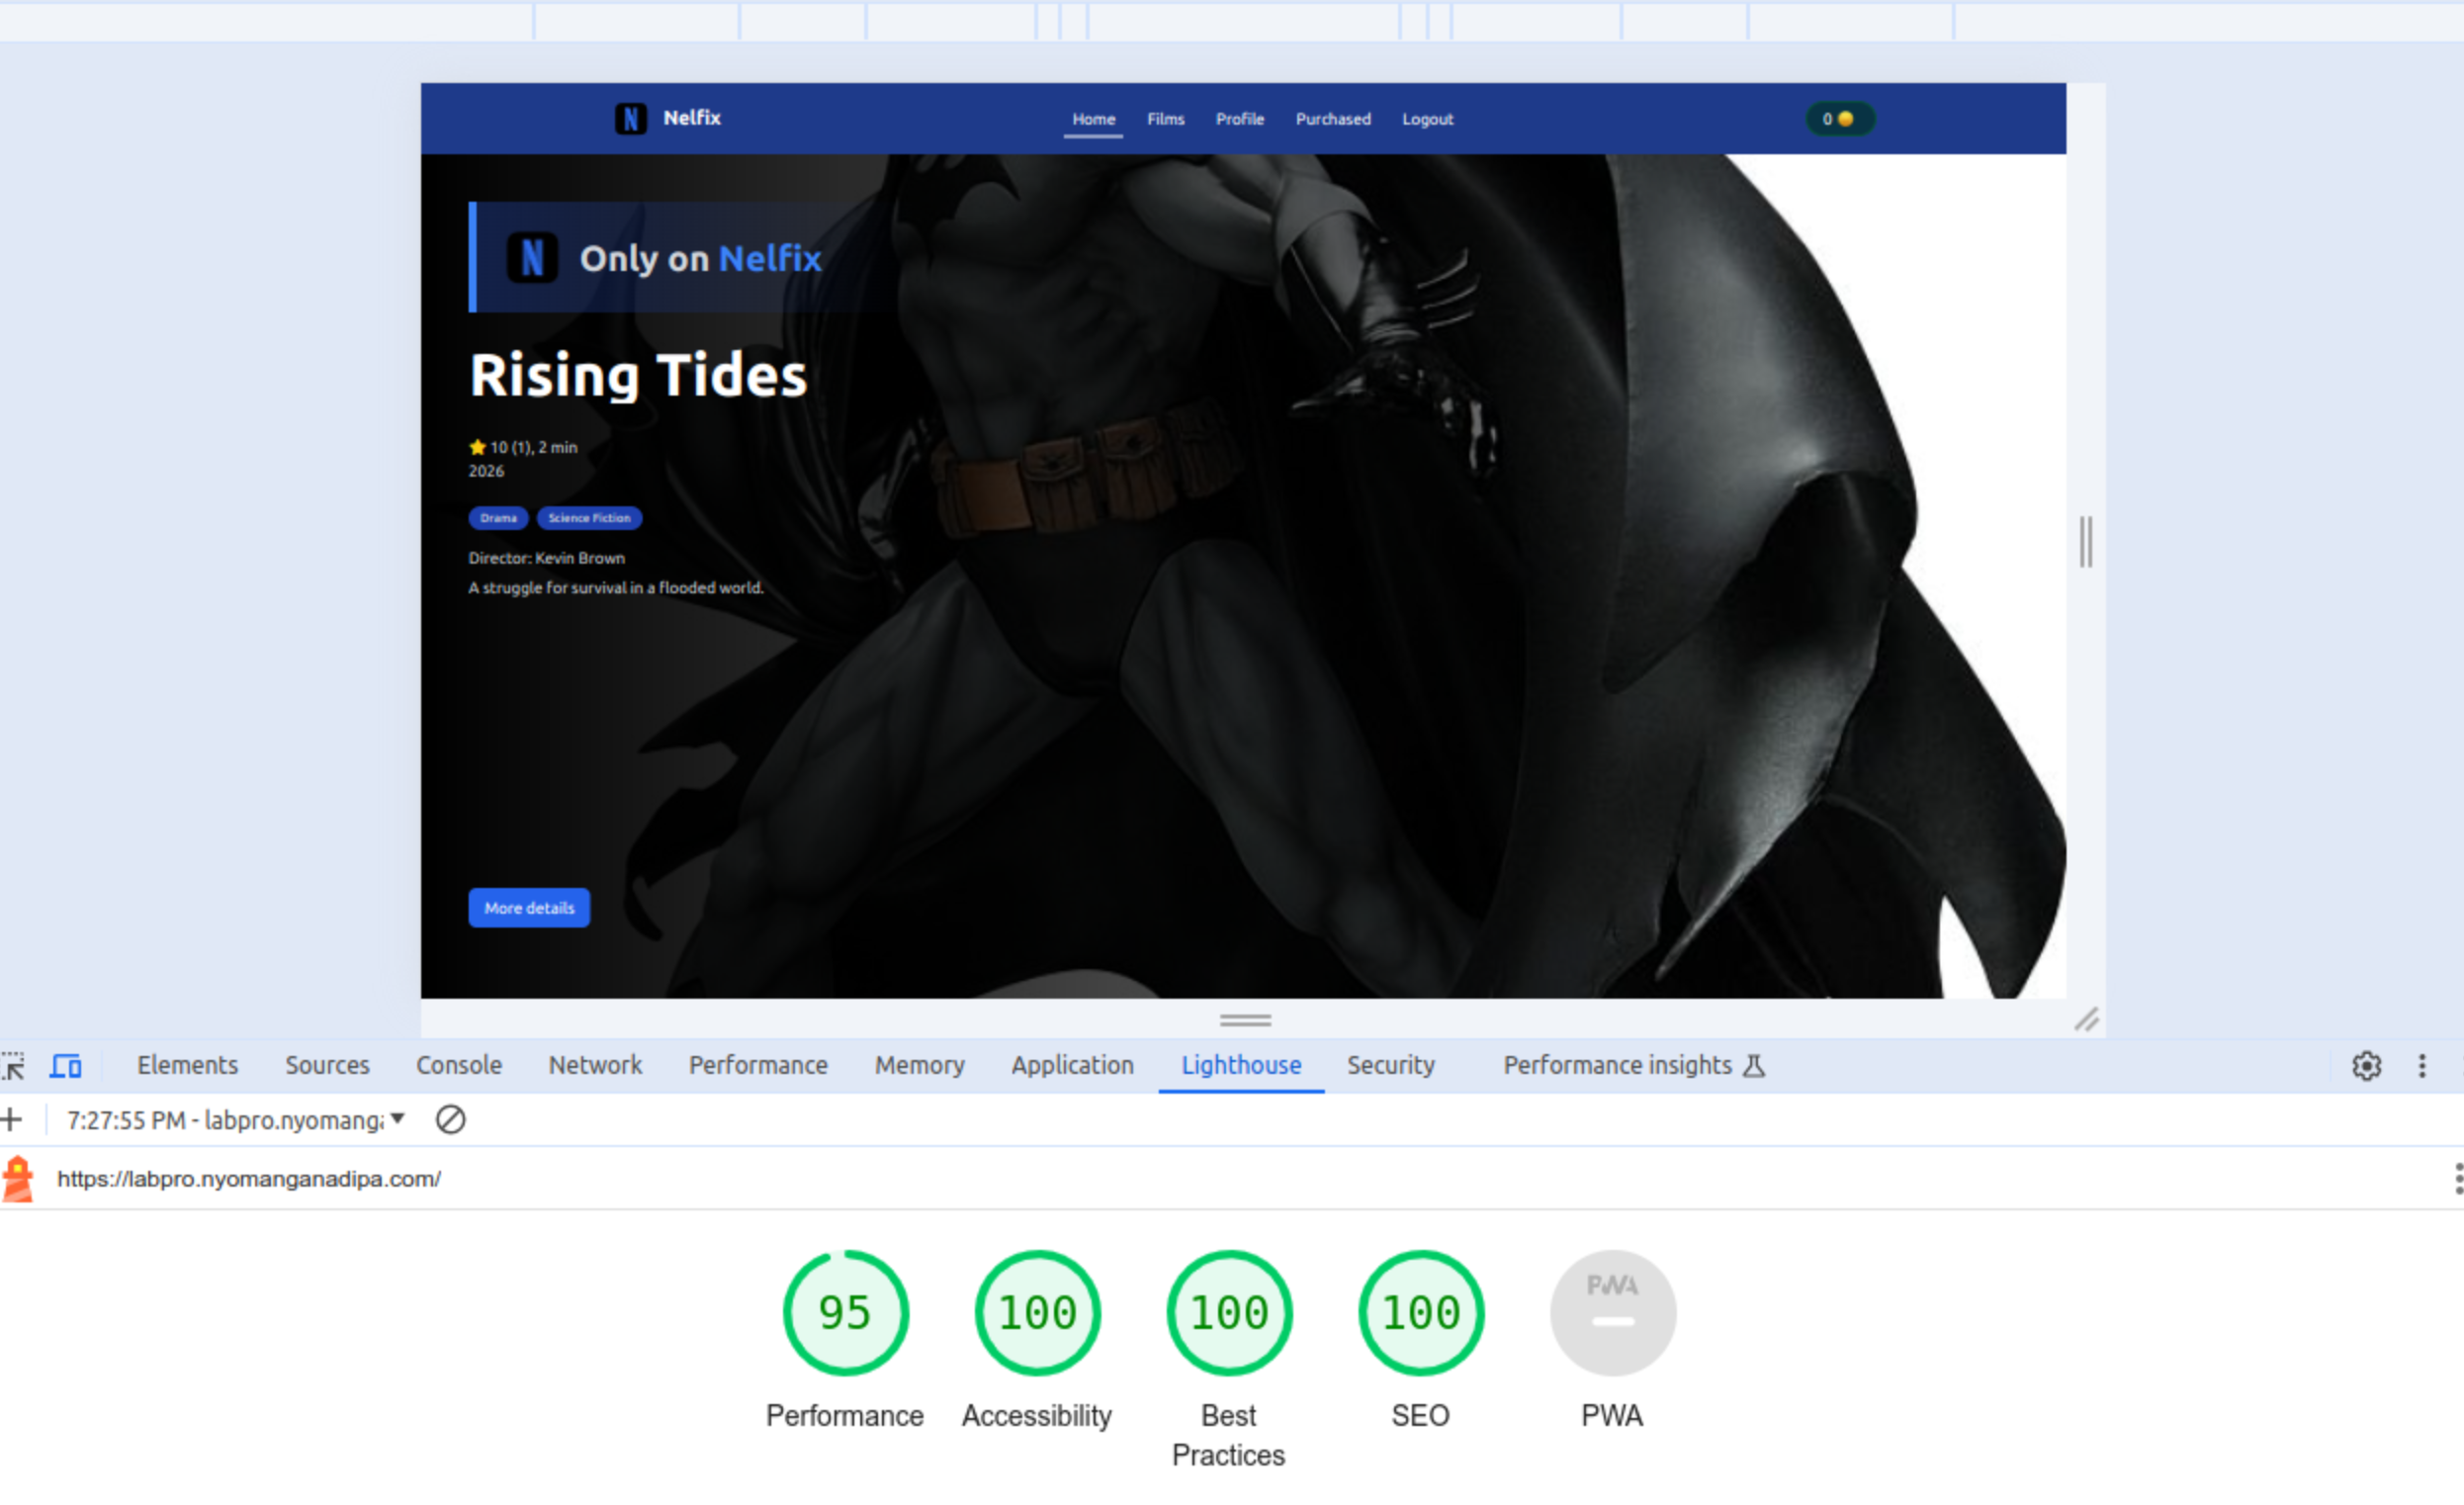 N Nelfix
Home Films Profile Purchased Logout
0
N Only on Nelfix
Rising Tides
10 (1), 2 min
2026
Drama Science Fiction
Director: Kevin Brown
A struggle for survival in a flooded world.
More details
Elements Sources Console Network Performance Memory Application Lighthouse Security Performance insights
7:27:55 PM - labpro.nyomang
https://labpro.nyomanganadipa.com/
95 100 100 100 PWA
Performance Accessibility Best Practices SEO PWA